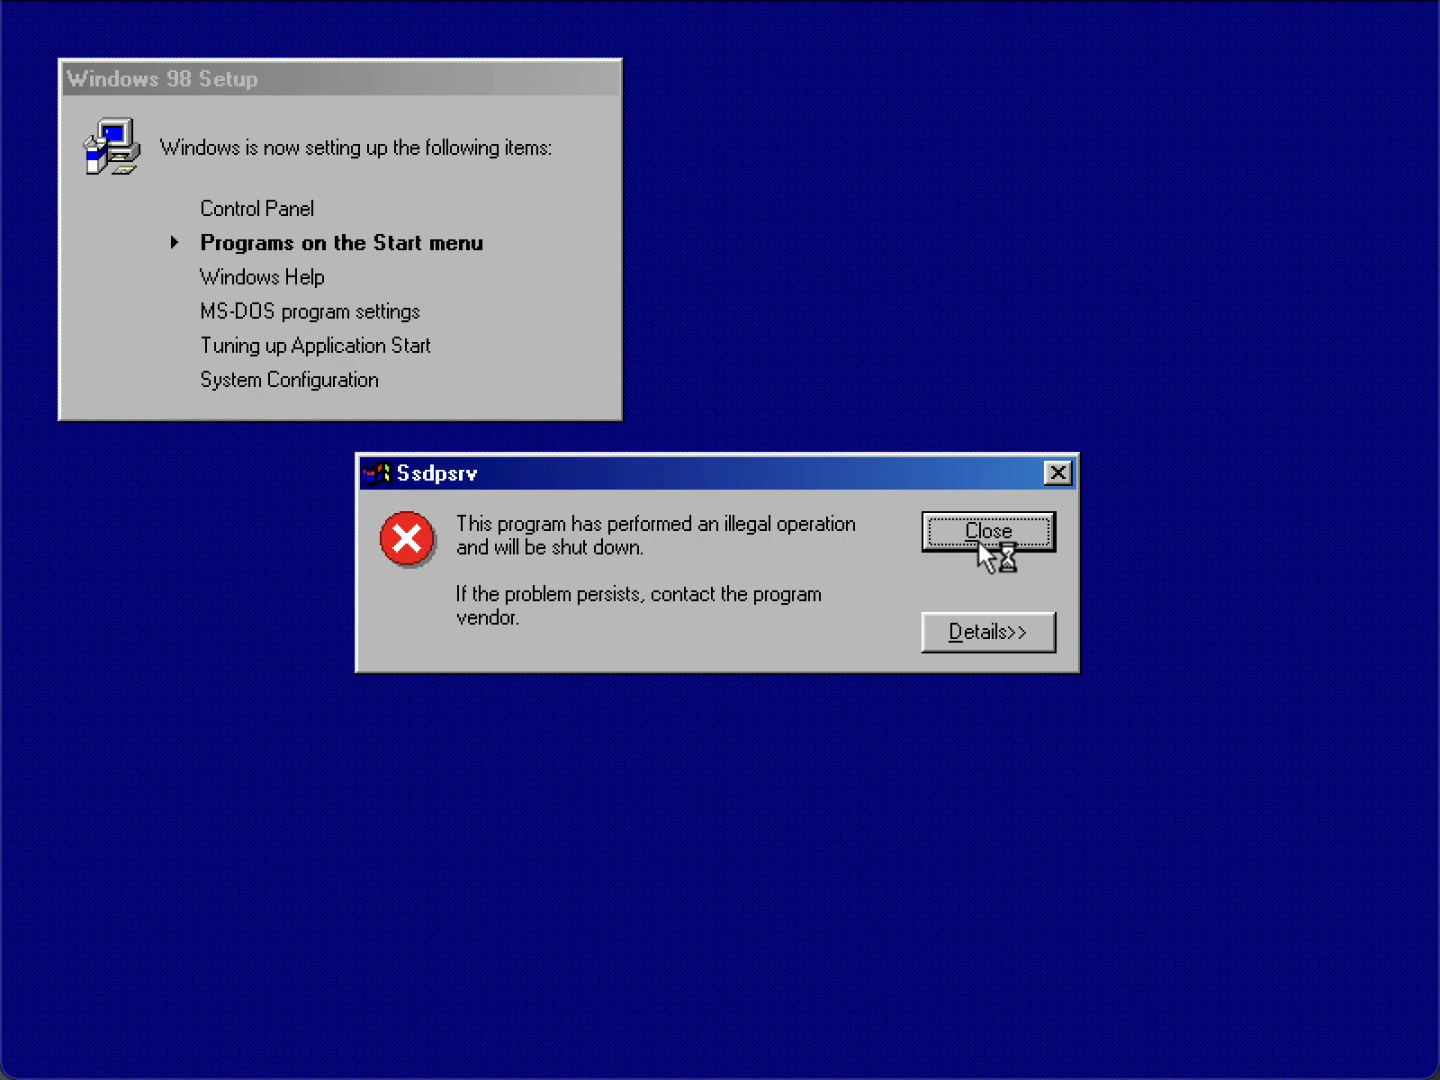 Windows 98 Setup
Windows is now setting up the following items:
Control Panel
Programs on the Start menu
Windows Help
MS-DOS program settings
Tuning up Application Start
System Configuration
Ssdpsrv
This program has performed an illegal operation
and will be shut down.
If the problem persists, contact the program
vendor.
Close
Details>>